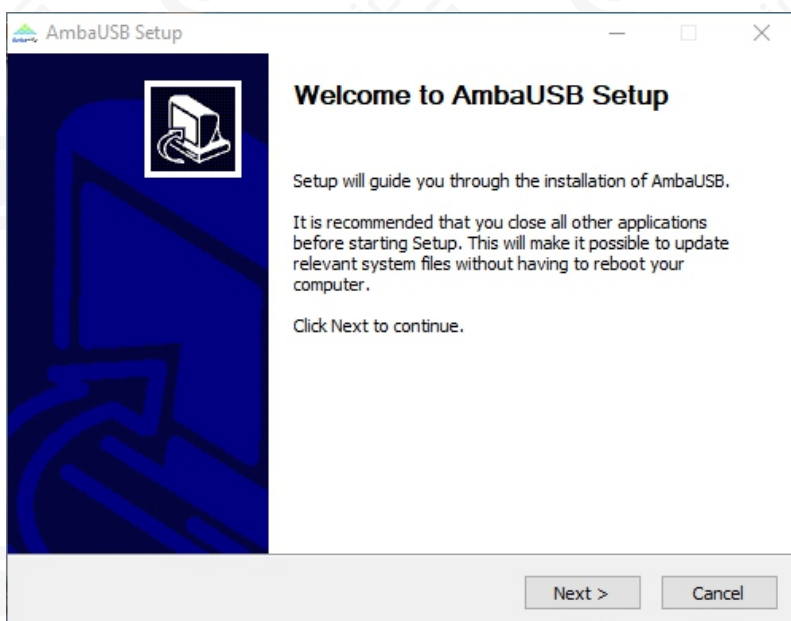 AmbaUSB Setup
Welcome to AmbaUSB Setup
Setup will guide you through the installation of AmbaUSB.
It is recommended that you close all other applications
before starting Setup. This will make it possible to update
relevant system files without having to reboot your
computer.
Click Next to continue.
Next >
Cancel